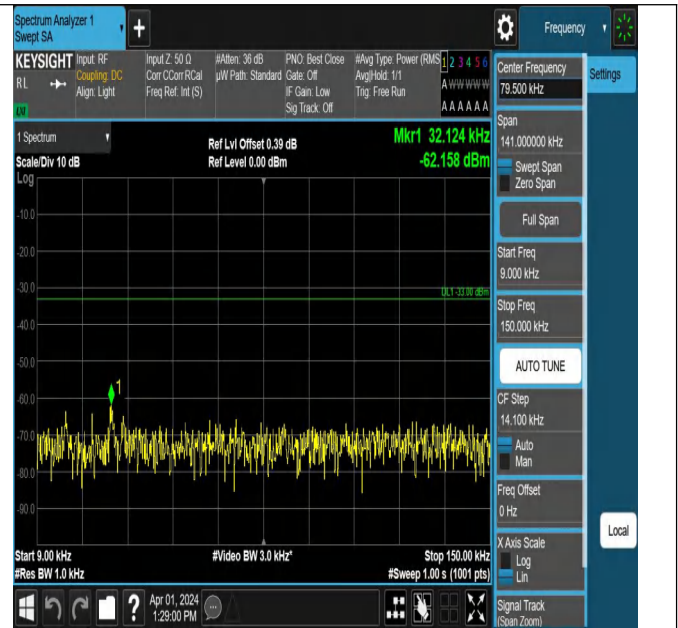 Spectrum Analyzer 1
Swept SA
+
Frequency
KEYSIGHT
RL
LXI
Input: RF
Coupling: DC
Align: Light
Input Z: 50 Ω
Corr CCorr RCal
Freq Ref: Int (S)
#Atten: 36 dB
µW Path: Standard
PNO: Best Close
Gate: Off
IF Gain: Low
Sig Track: Off
#Avg Type: Power (RMS
Avg|Hold: 1/1
Trig: Free Run
1 2 3 4 5 6
A W W W W W
A A A A A A
1 Spectrum
Scale/Div 10 dB
Log
Ref Lvl Offset 0.39 dB
Ref Level 0.00 dBm
Mkr1 32.124 kHz
-62.158 dBm
-10.0
-20.0
-30.0
DL1 -33.00 dBm
-40.0
-50.0
1
-60.0
-70.0
-80.0
-90.0
Start 9.00 kHz
#Res BW 1.0 kHz
#Video BW 3.0 kHz*
Stop 150.00 kHz
#Sweep 1.00 s (1001 pts)
Apr 01, 2024
1:29:00 PM
?
Center Frequency
79.500 kHz
Settings
Span
141.000000 kHz
Swept Span
Zero Span
Full Span
Start Freq
9.000 kHz
Stop Freq
150.000 kHz
AUTO TUNE
CF Step
14.100 kHz
Auto
Man
Freq Offset
0 Hz
Local
X Axis Scale
Log
Lin
Signal Track
(Span Zoom)